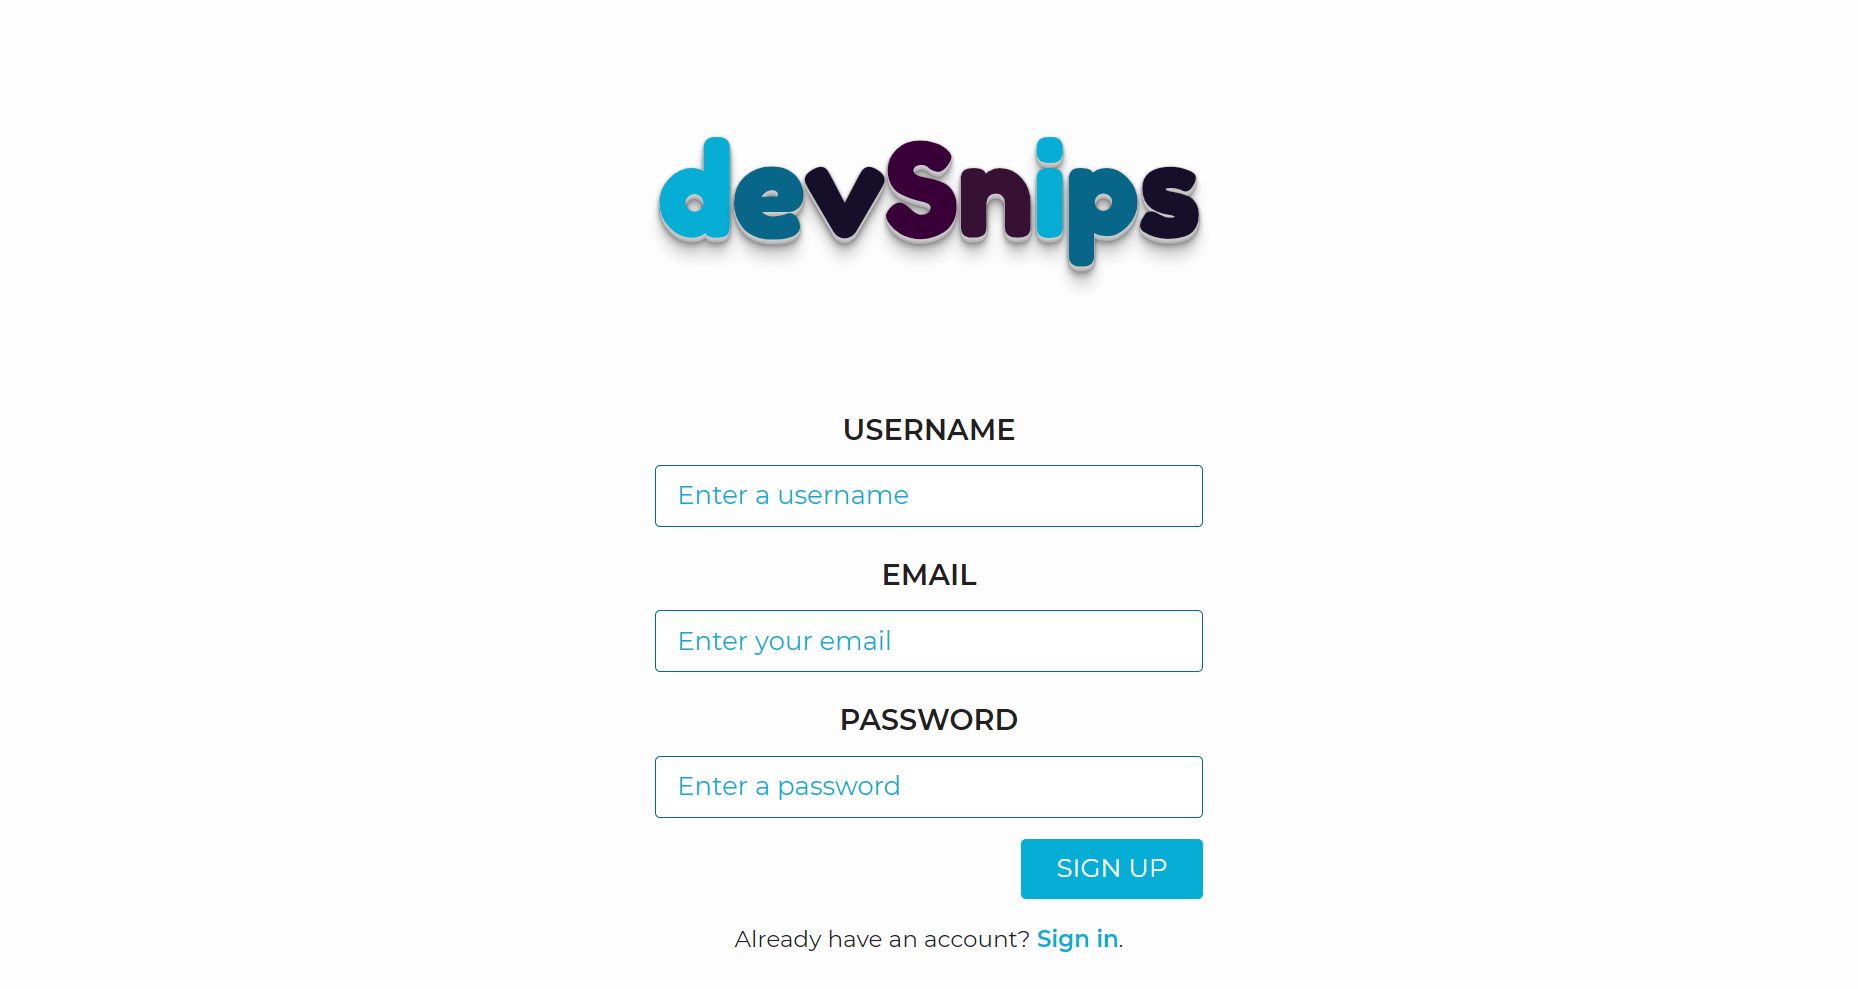 devSnips
USERNAME
Enter a username
EMAIL
Enter your email
PASSWORD
Enter a password
SIGN UP
Already have an account? Sign in.